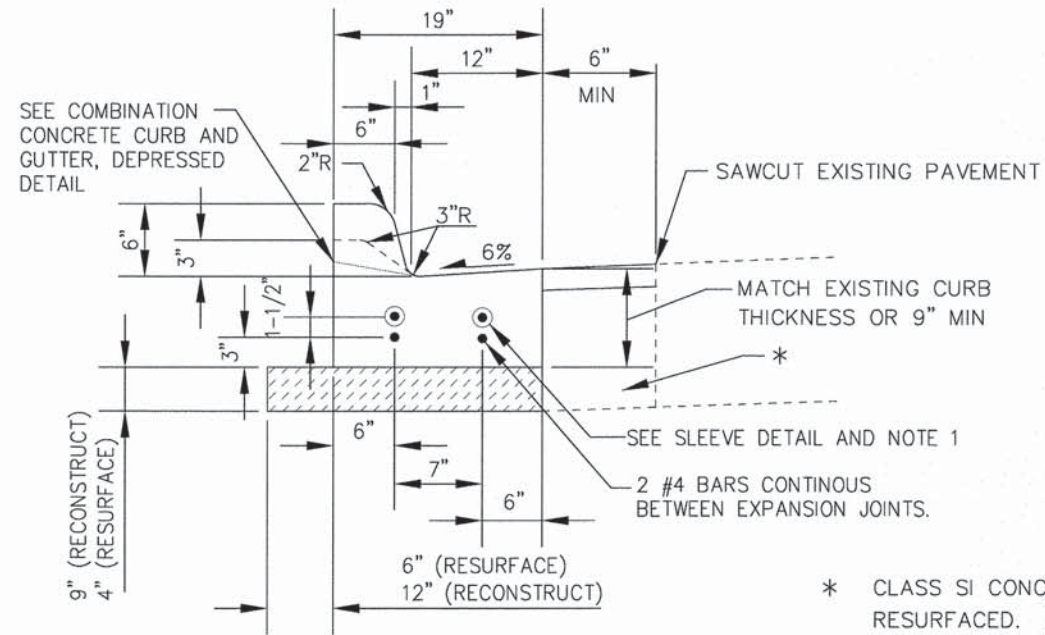 19"
12"
6"
MIN
1"
6"
SEE COMBINATION
CONCRETE CURB AND
GUTTER, DEPRESSED
DETAIL
2"R
3"R
SAWCUT EXISTING PAVEMENT
6"
3"
6%
1-1/2"
3"
MATCH EXISTING CURB
THICKNESS OR 9" MIN
*
SEE SLEEVE DETAIL AND NOTE 1
6"
7"
6"
2 #4 BARS CONTINOUS
BETWEEN EXPANSION JOINTS.
9" (RECONSTRUCT)
4" (RESURFACE)
6" (RESURFACE)
12" (RECONSTRUCT)
* CLASS SI CONC
RESURFACED.